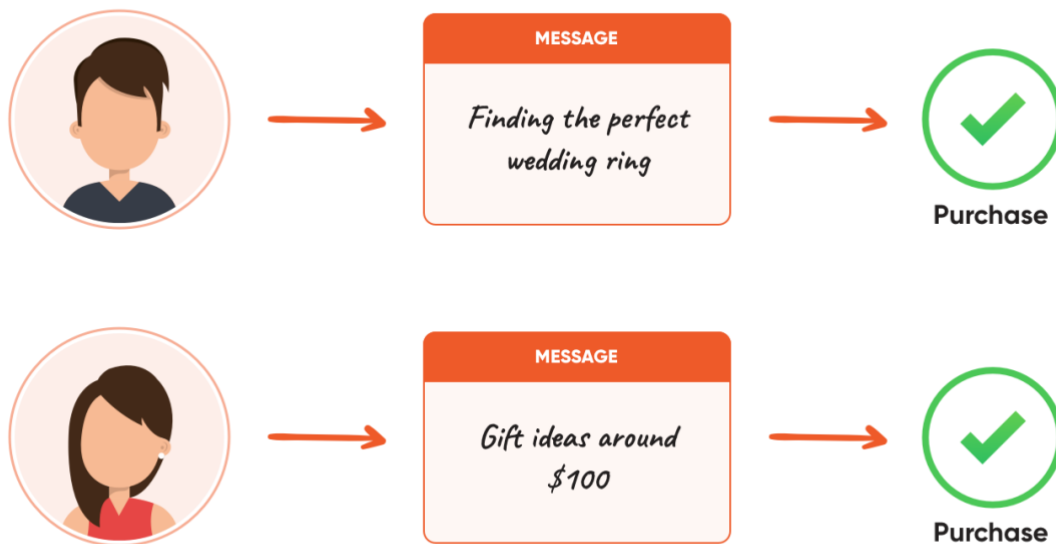 MESSAGE
Finding the perfect
wedding ring
Purchase
MESSAGE
Gift ideas around
$100
Purchase